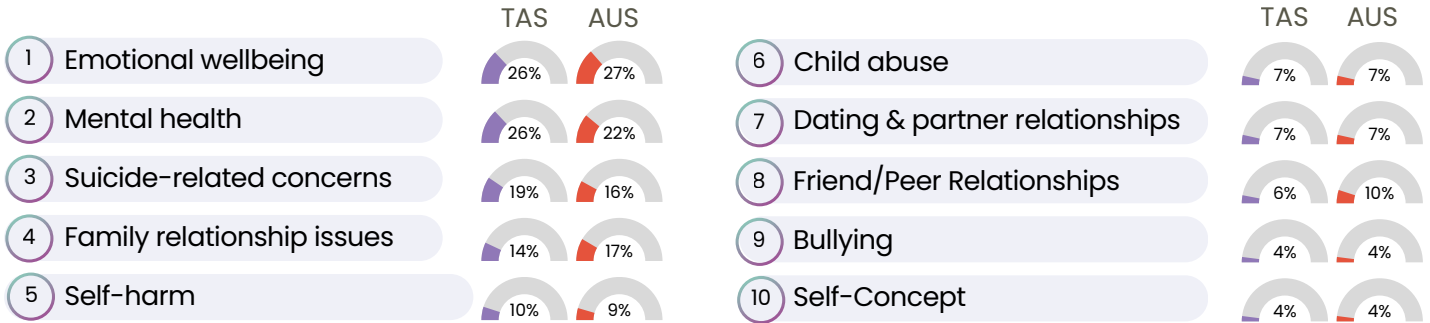 TAS AUS
1 Emotional wellbeing 26% 27%
2 Mental health 26% 22%
3 Suicide-related concerns 19% 16%
4 Family relationship issues 14% 17%
5 Self-harm 10% 9%
TAS AUS
6 Child abuse 7% 7%
7 Dating & partner relationships 7% 7%
8 Friend/Peer Relationships 6% 10%
9 Bullying 4% 4%
10 Self-Concept 4% 4%